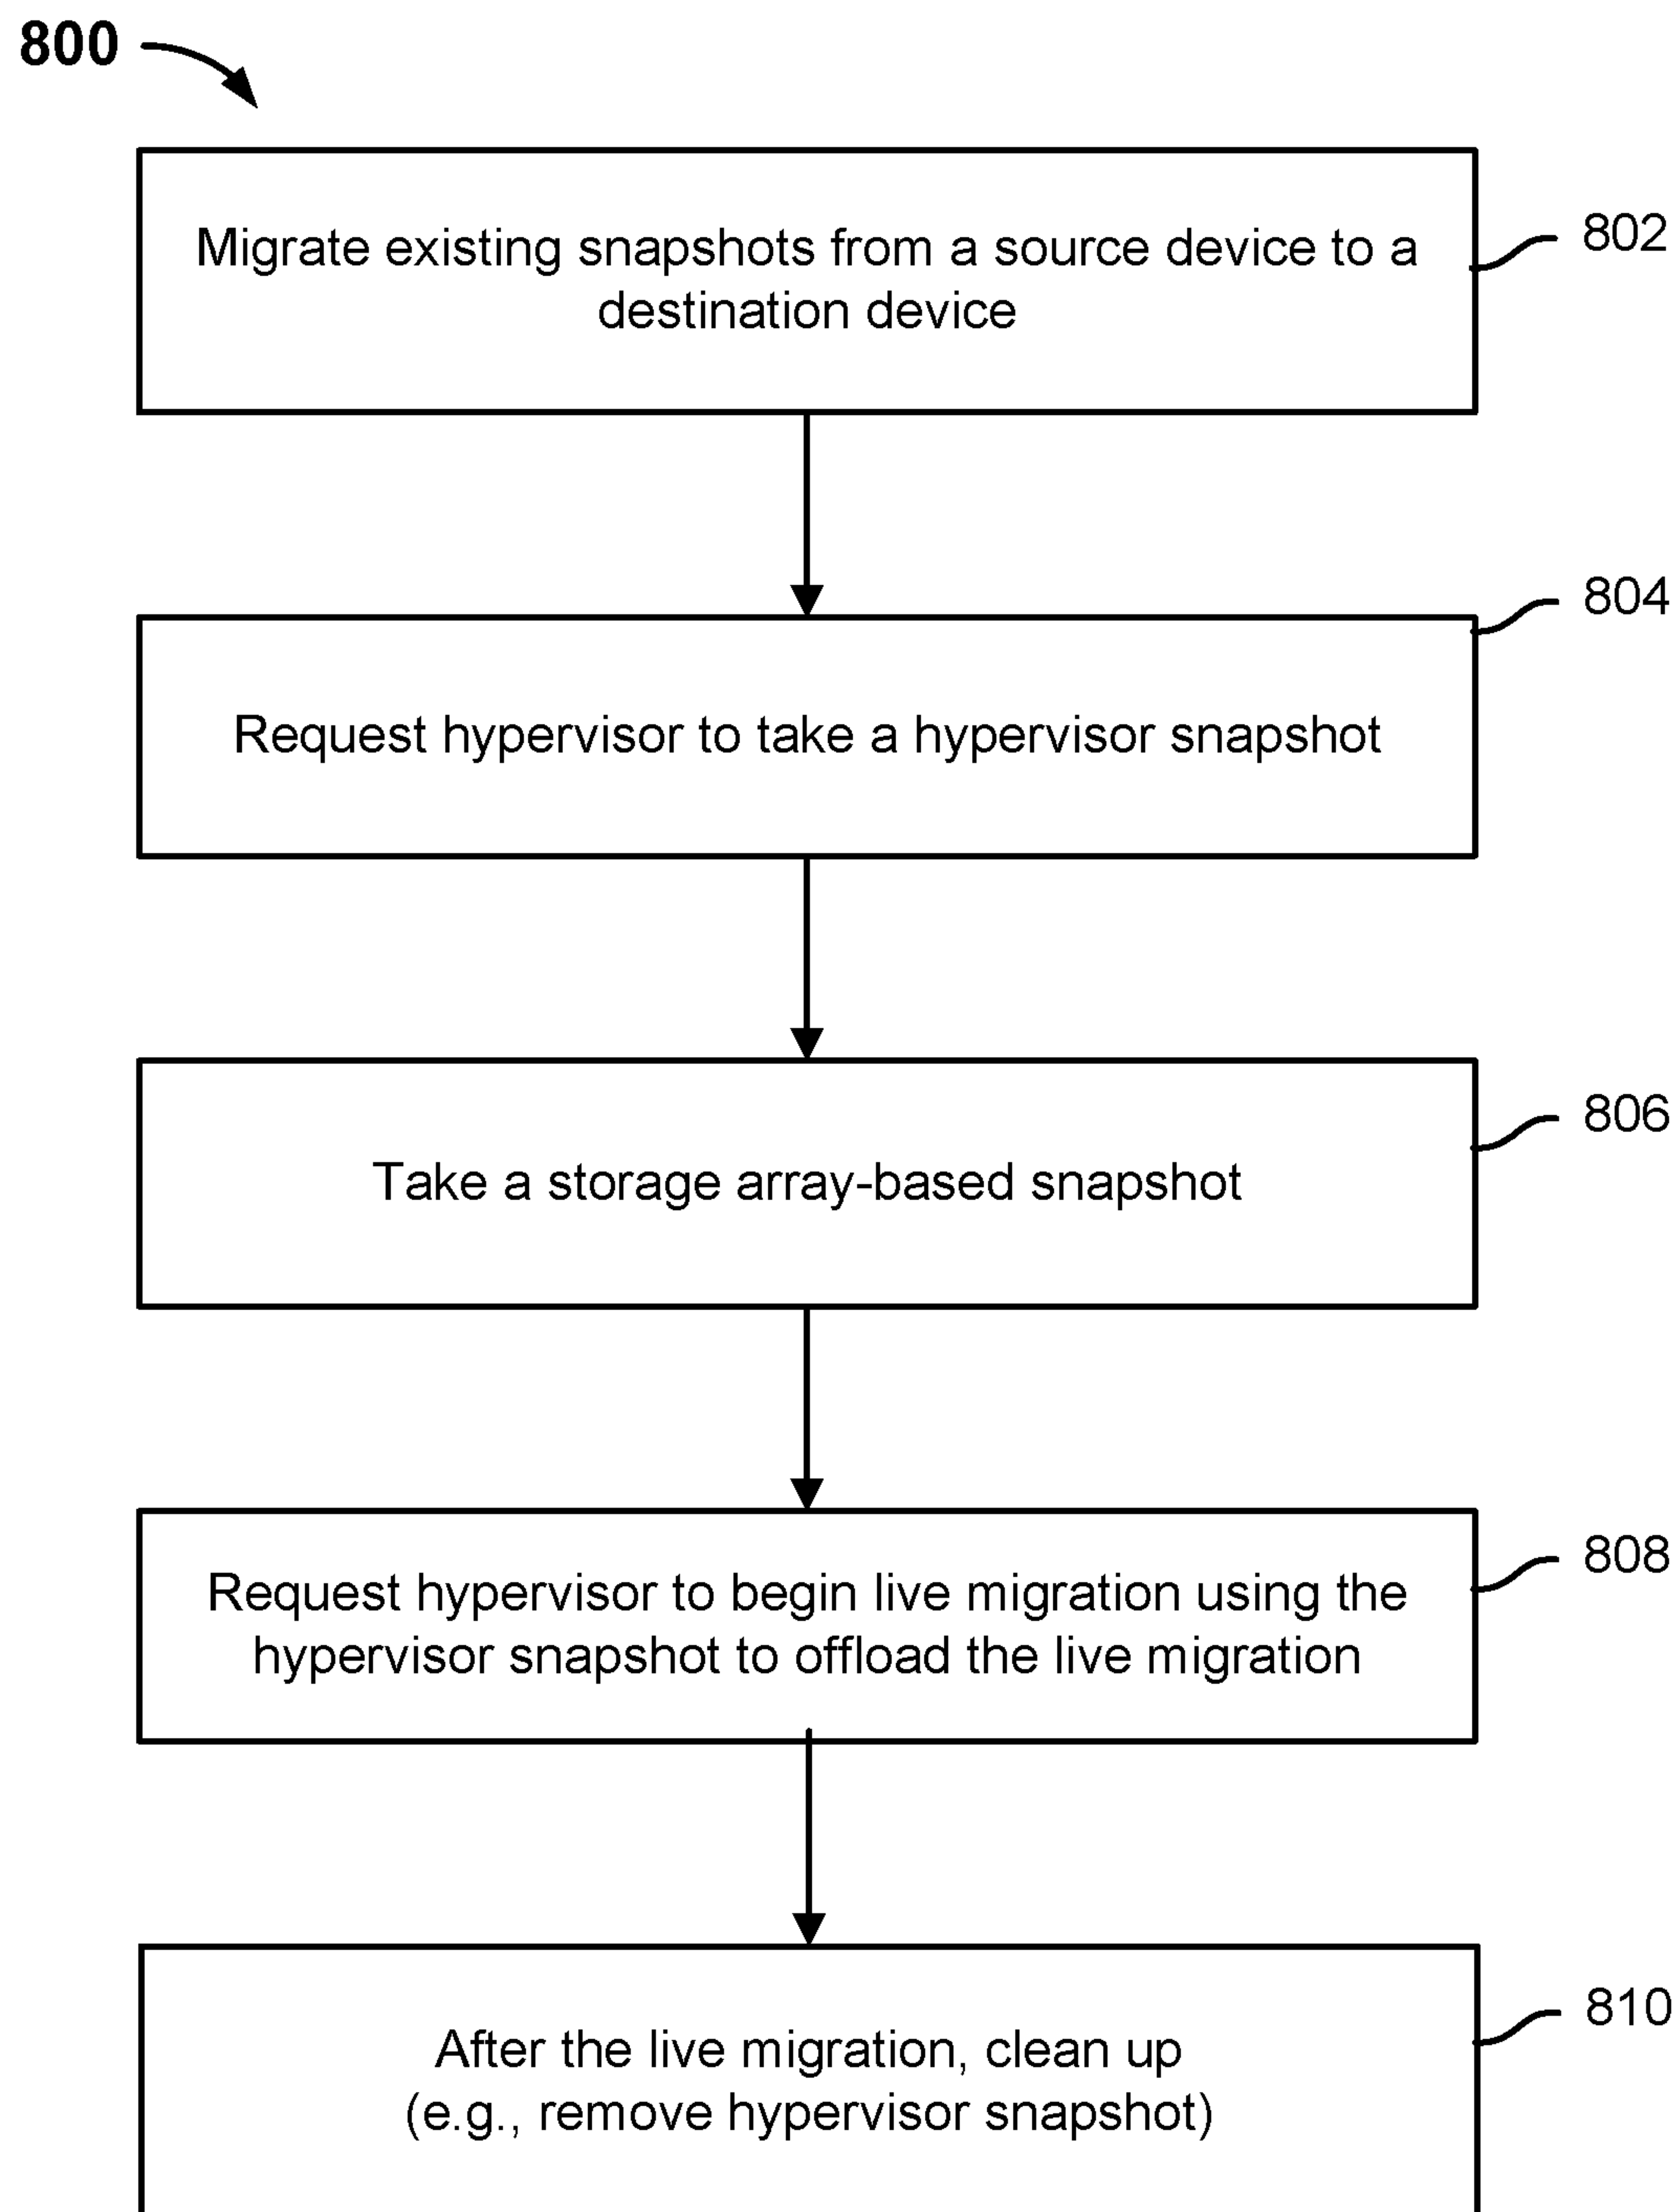 800
Migrate existing snapshots from a source device to a
destination device
802
Request hypervisor to take a hypervisor snapshot
804
Take a storage array-based snapshot
806
Request hypervisor to begin live migration using the
hypervisor snapshot to offload the live migration
808
After the live migration, clean up
(e.g., remove hypervisor snapshot)
810